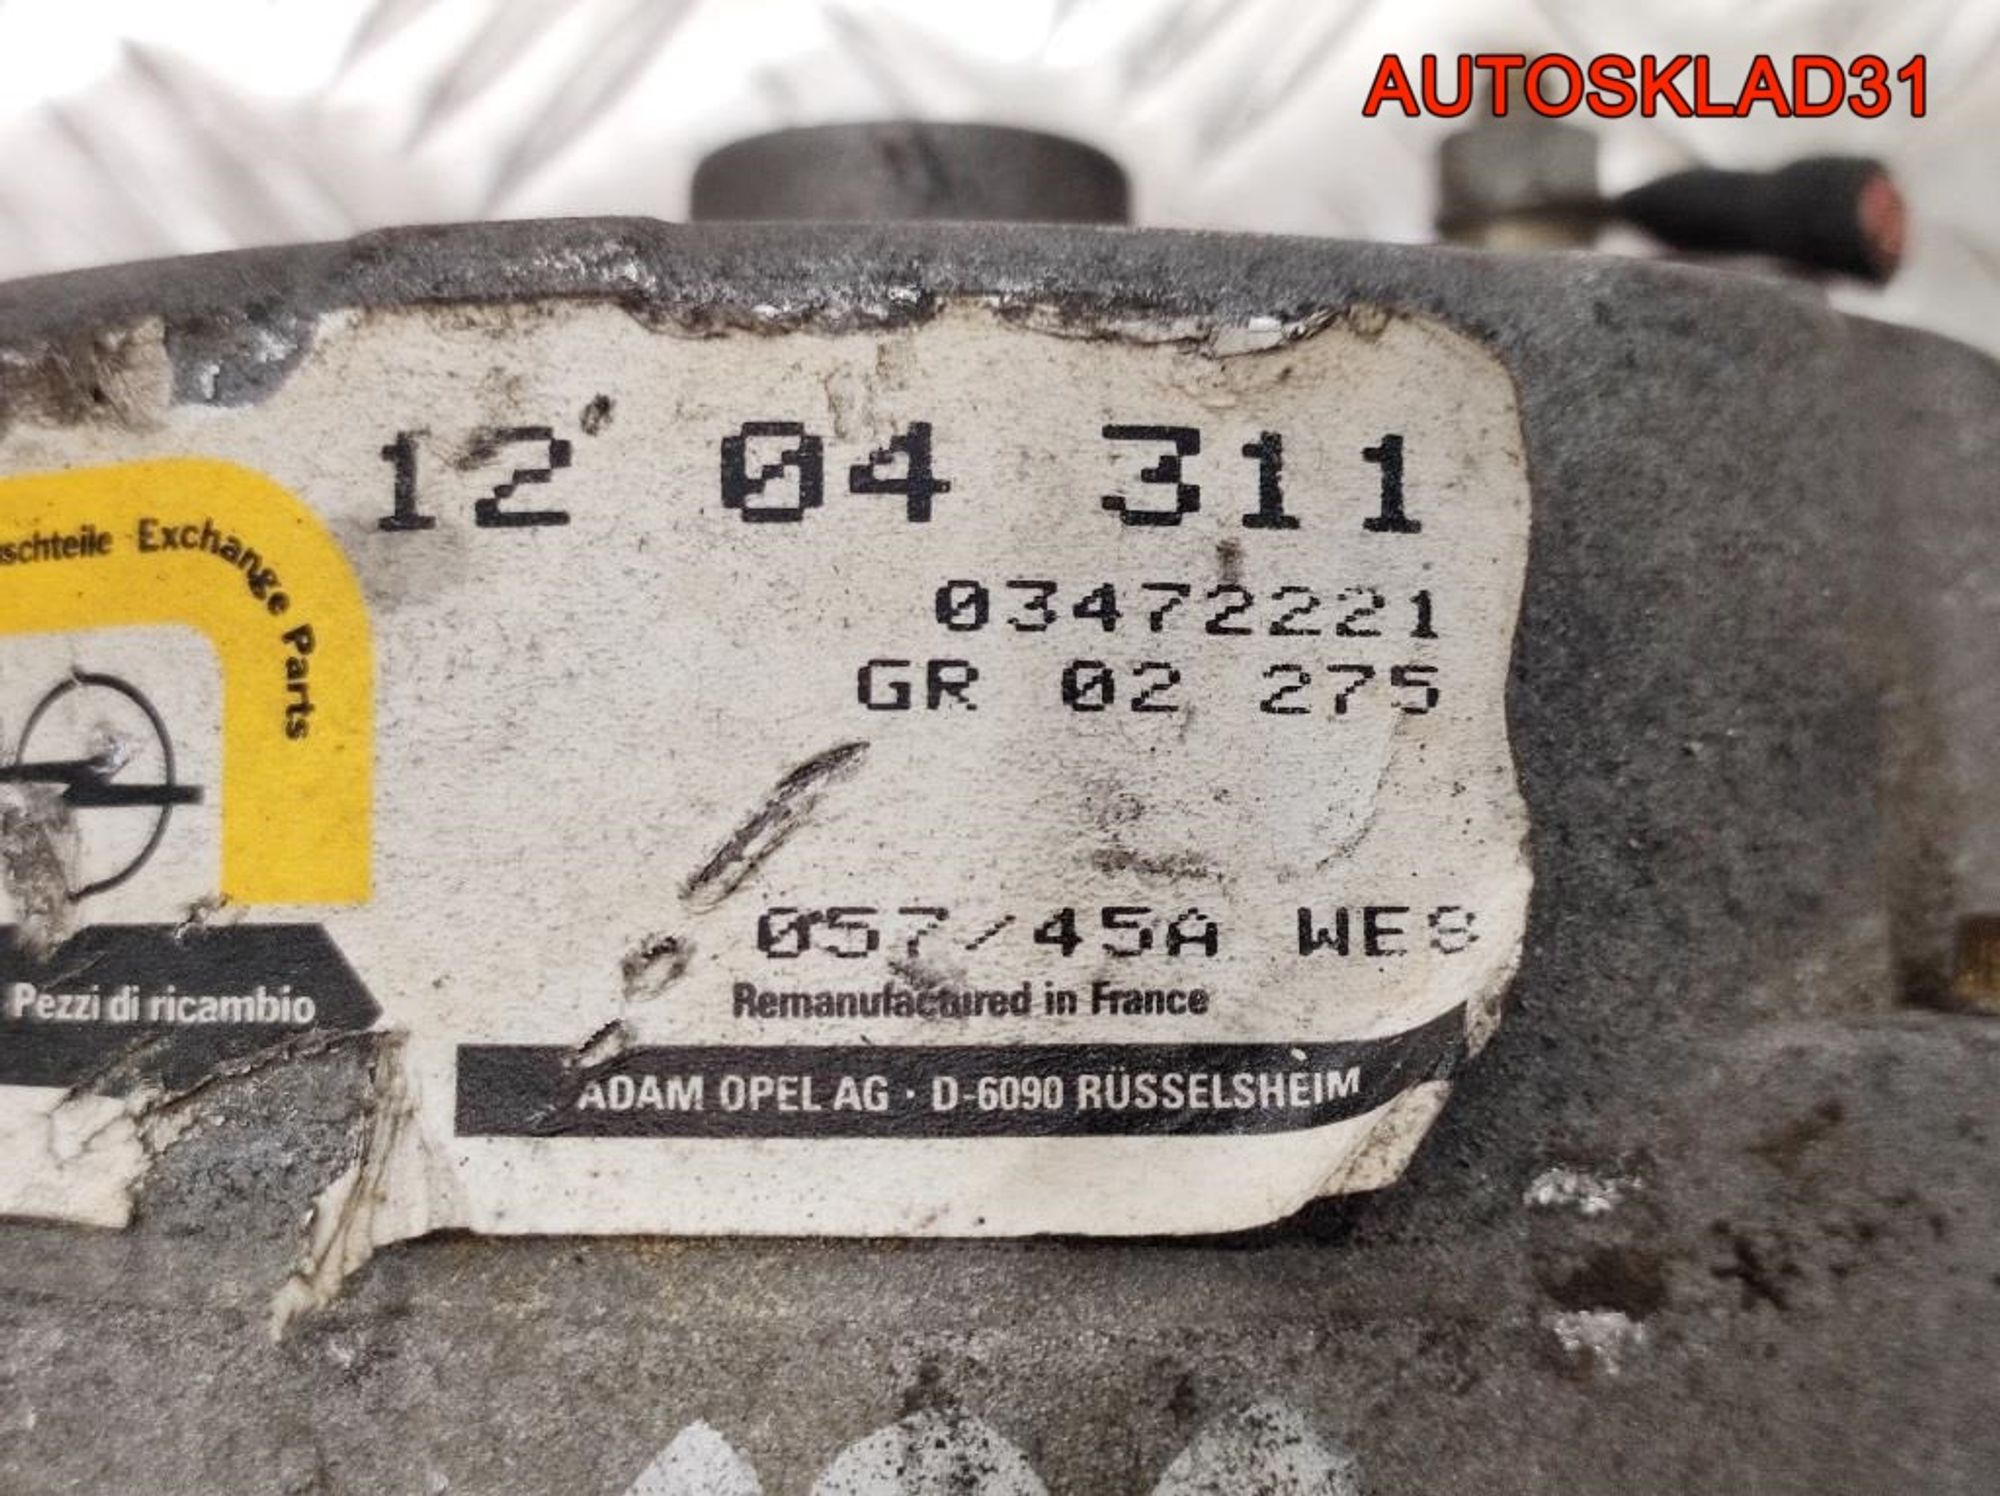 AUTOSKLAD31
12 04 311
schteile Exchange Parts
03472221
GR 02 275
057/45A WE8
Pezzi di ricambio
Remanufactured in France
ADAM OPEL AG · D-6090 RÜSSELSHEIM